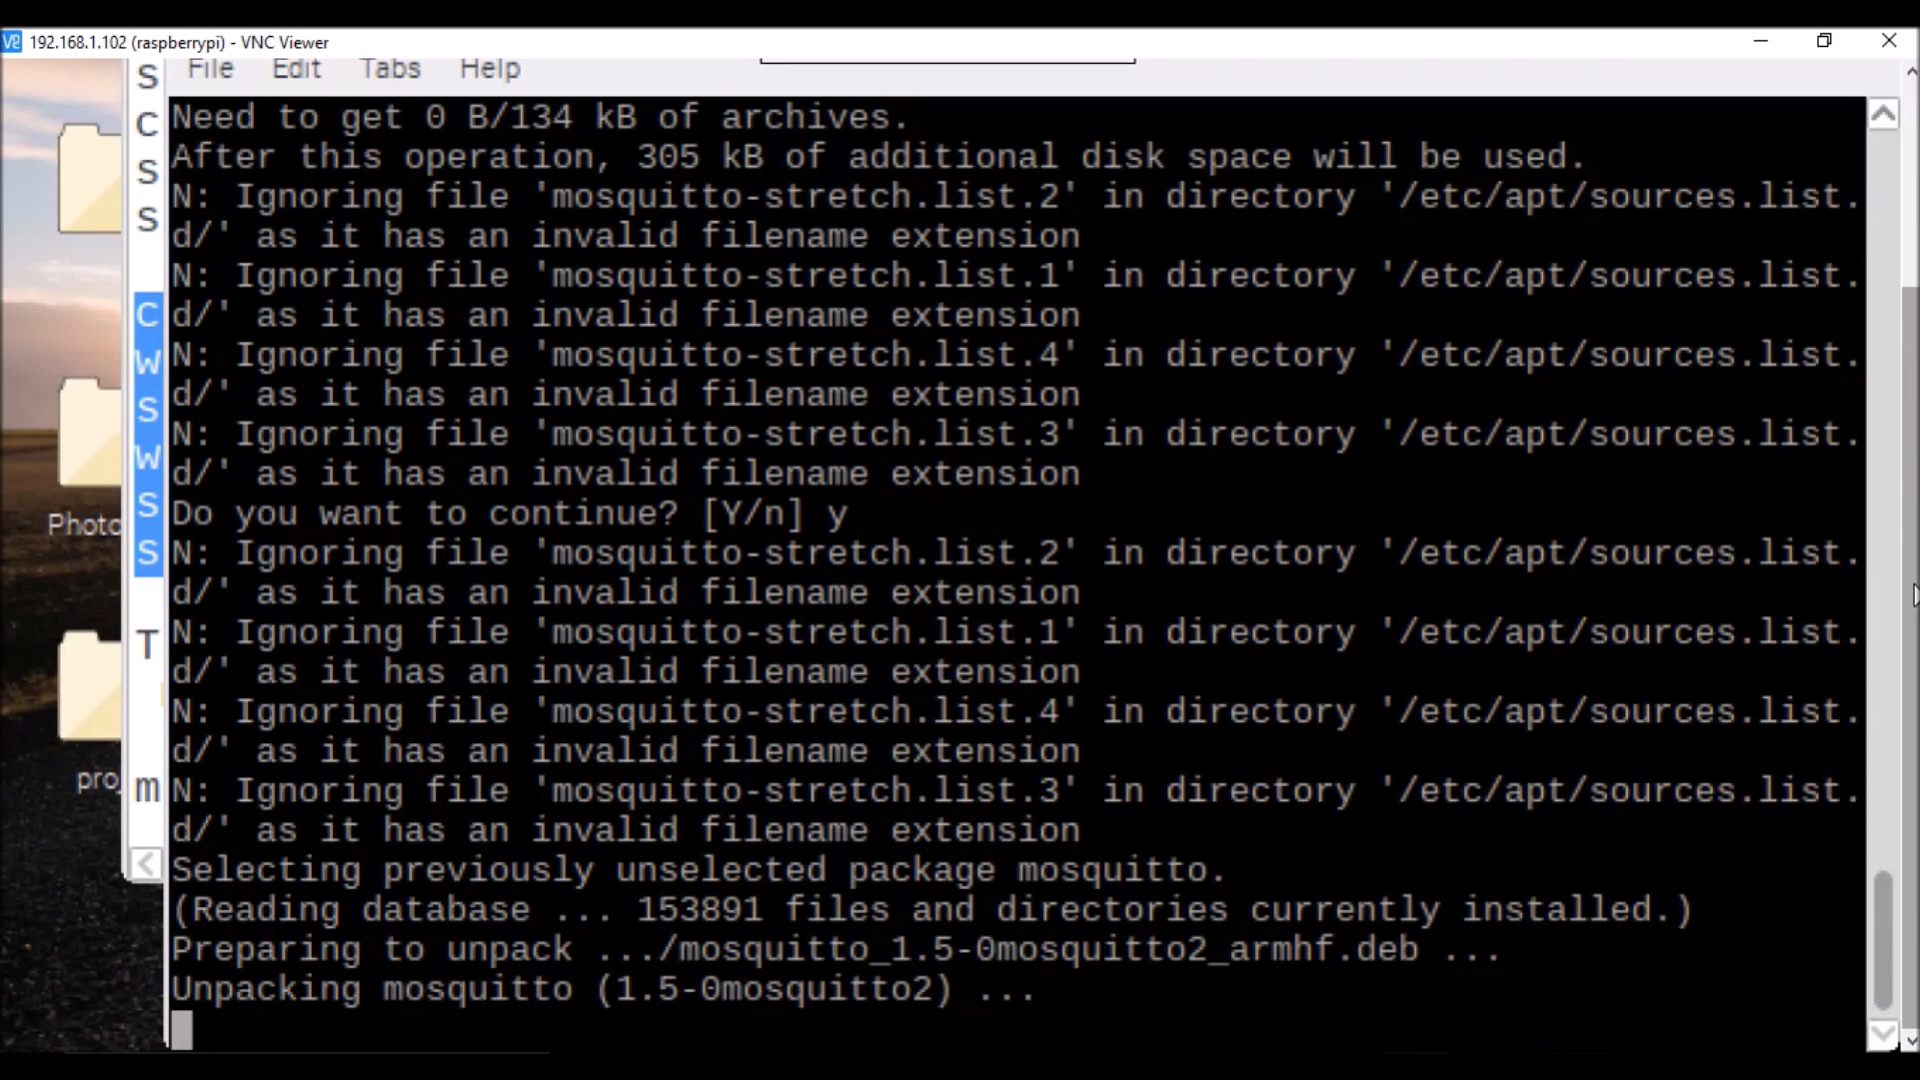 192.168.1.102 (raspberrypi) - VNC Viewer
File Edit Tabs Help
S
C
S
S
C
W
S
W
S
S
T
m
Need to get 0 B/134 kB of archives.
After this operation, 305 kB of additional disk space will be used.
N: Ignoring file 'mosquitto-stretch.list.2' in directory '/etc/apt/sources.list.
d/' as it has an invalid filename extension
N: Ignoring file 'mosquitto-stretch.list.1' in directory '/etc/apt/sources.list.
d/' as it has an invalid filename extension
N: Ignoring file 'mosquitto-stretch.list.4' in directory '/etc/apt/sources.list.
d/' as it has an invalid filename extension
N: Ignoring file 'mosquitto-stretch.list.3' in directory '/etc/apt/sources.list.
d/' as it has an invalid filename extension
Do you want to continue? [Y/n] y
N: Ignoring file 'mosquitto-stretch.list.2' in directory '/etc/apt/sources.list.
d/' as it has an invalid filename extension
N: Ignoring file 'mosquitto-stretch.list.1' in directory '/etc/apt/sources.list.
d/' as it has an invalid filename extension
N: Ignoring file 'mosquitto-stretch.list.4' in directory '/etc/apt/sources.list.
d/' as it has an invalid filename extension
N: Ignoring file 'mosquitto-stretch.list.3' in directory '/etc/apt/sources.list.
d/' as it has an invalid filename extension
Selecting previously unselected package mosquitto.
(Reading database ... 153891 files and directories currently installed.)
Preparing to unpack .../mosquitto_1.5-0mosquitto2_armhf.deb ...
Unpacking mosquitto (1.5-0mosquitto2) ...
Photo
pro